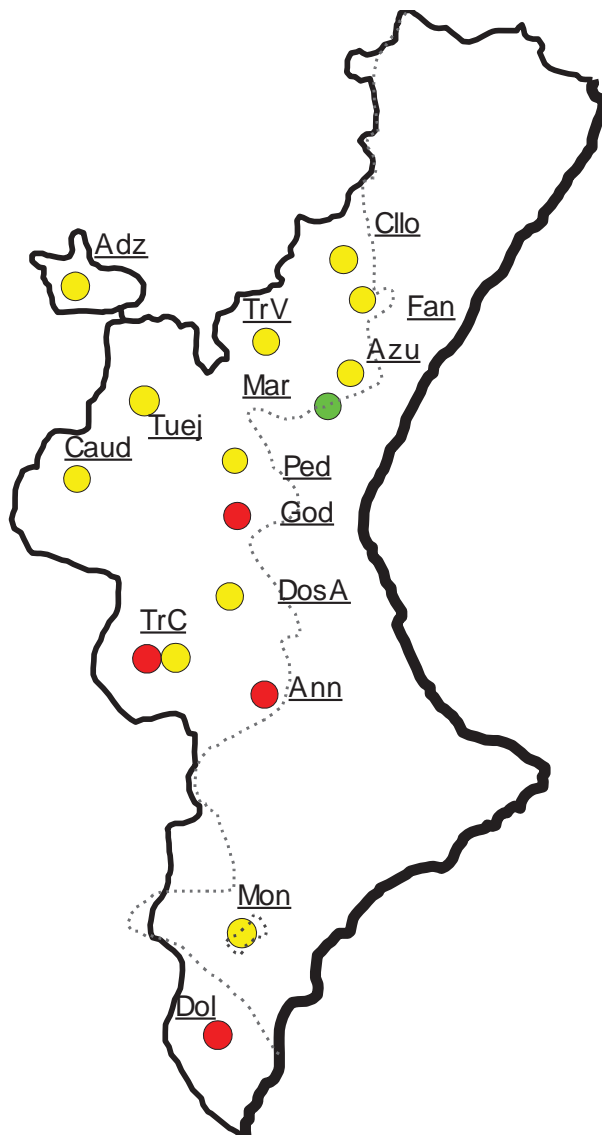 Cllo
Adz
Fan
TrV
Azu
Mar
Tuej
Caud
Ped
God
DosA
TrC
Ann
Mon
Dol